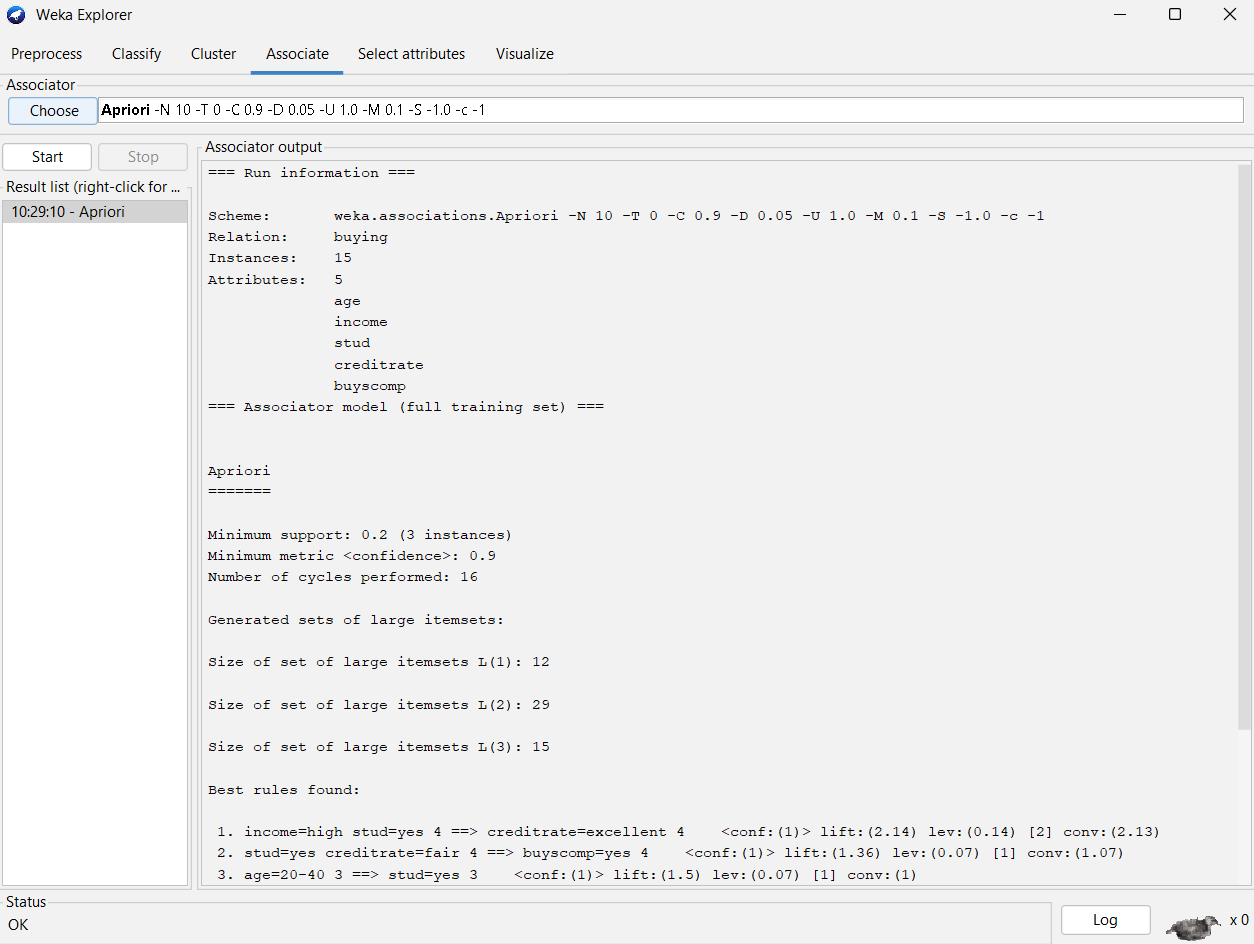 Weka Explorer
Preprocess Classify Cluster Associate Select attributes Visualize
Associator
Choose Apriori -N 10 -T 0 -C 0.9 -D 0.05 -U 1.0 -M 0.1 -S -1.0 -c -1
Start Stop
Result list (right-click for ...
10:29:10 - Apriori
Associator output
=== Run information ===
Scheme: weka.associations.Apriori -N 10 -T 0 -C 0.9 -D 0.05 -U 1.0 -M 0.1 -S -1.0 -c -1
Relation: buying
Instances: 15
Attributes: 5
age
income
stud
creditrate
buyscomp
=== Associator model (full training set) ===
Apriori
=======
Minimum support: 0.2 (3 instances)
Minimum metric <confidence>: 0.9
Number of cycles performed: 16
Generated sets of large itemsets:
Size of set of large itemsets L(1): 12
Size of set of large itemsets L(2): 29
Size of set of large itemsets L(3): 15
Best rules found:
1. income=high stud=yes 4 ==> creditrate=excellent 4 <conf:(1)> lift:(2.14) lev:(0.14) [2] conv:(2.13)
2. stud=yes creditrate=fair 4 ==> buyscomp=yes 4 <conf:(1)> lift:(1.36) lev:(0.07) [1] conv:(1.07)
3. age=20-40 3 ==> stud=yes 3 <conf:(1)> lift:(1.5) lev:(0.07) [1] conv:(1)
Status
OK
Log
x 0